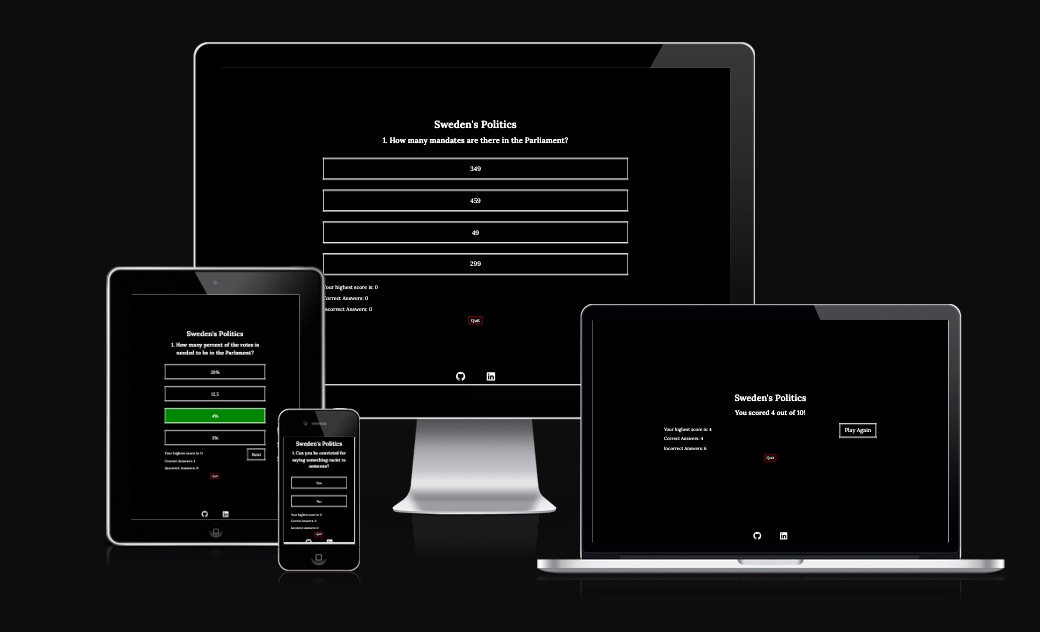 Sweden's Politics
1. How many mandates are there in the Parliament?
349
459
49
299
Your highest score is: 0
Correct Answers: 0
Incorrect Answers: 0
Quit
Sweden's Politics
1. How many percent of the votes is
needed to be in the Parliament?
20%
12,5
4%
2%
Your highest score is: 0
Correct Answers: 1
Incorrect Answers: 0
Next
Quit
Sweden's Politics
1. Can you be convicted for
saying something racist to
someone?
Yes
No
Your highest score is: 0
Correct Answers: 0
Incorrect Answers: 0
Quit
Sweden's Politics
You scored 4 out of 10!
Your highest score is: 4
Correct Answers: 4
Incorrect Answers: 6
Play Again
Quit